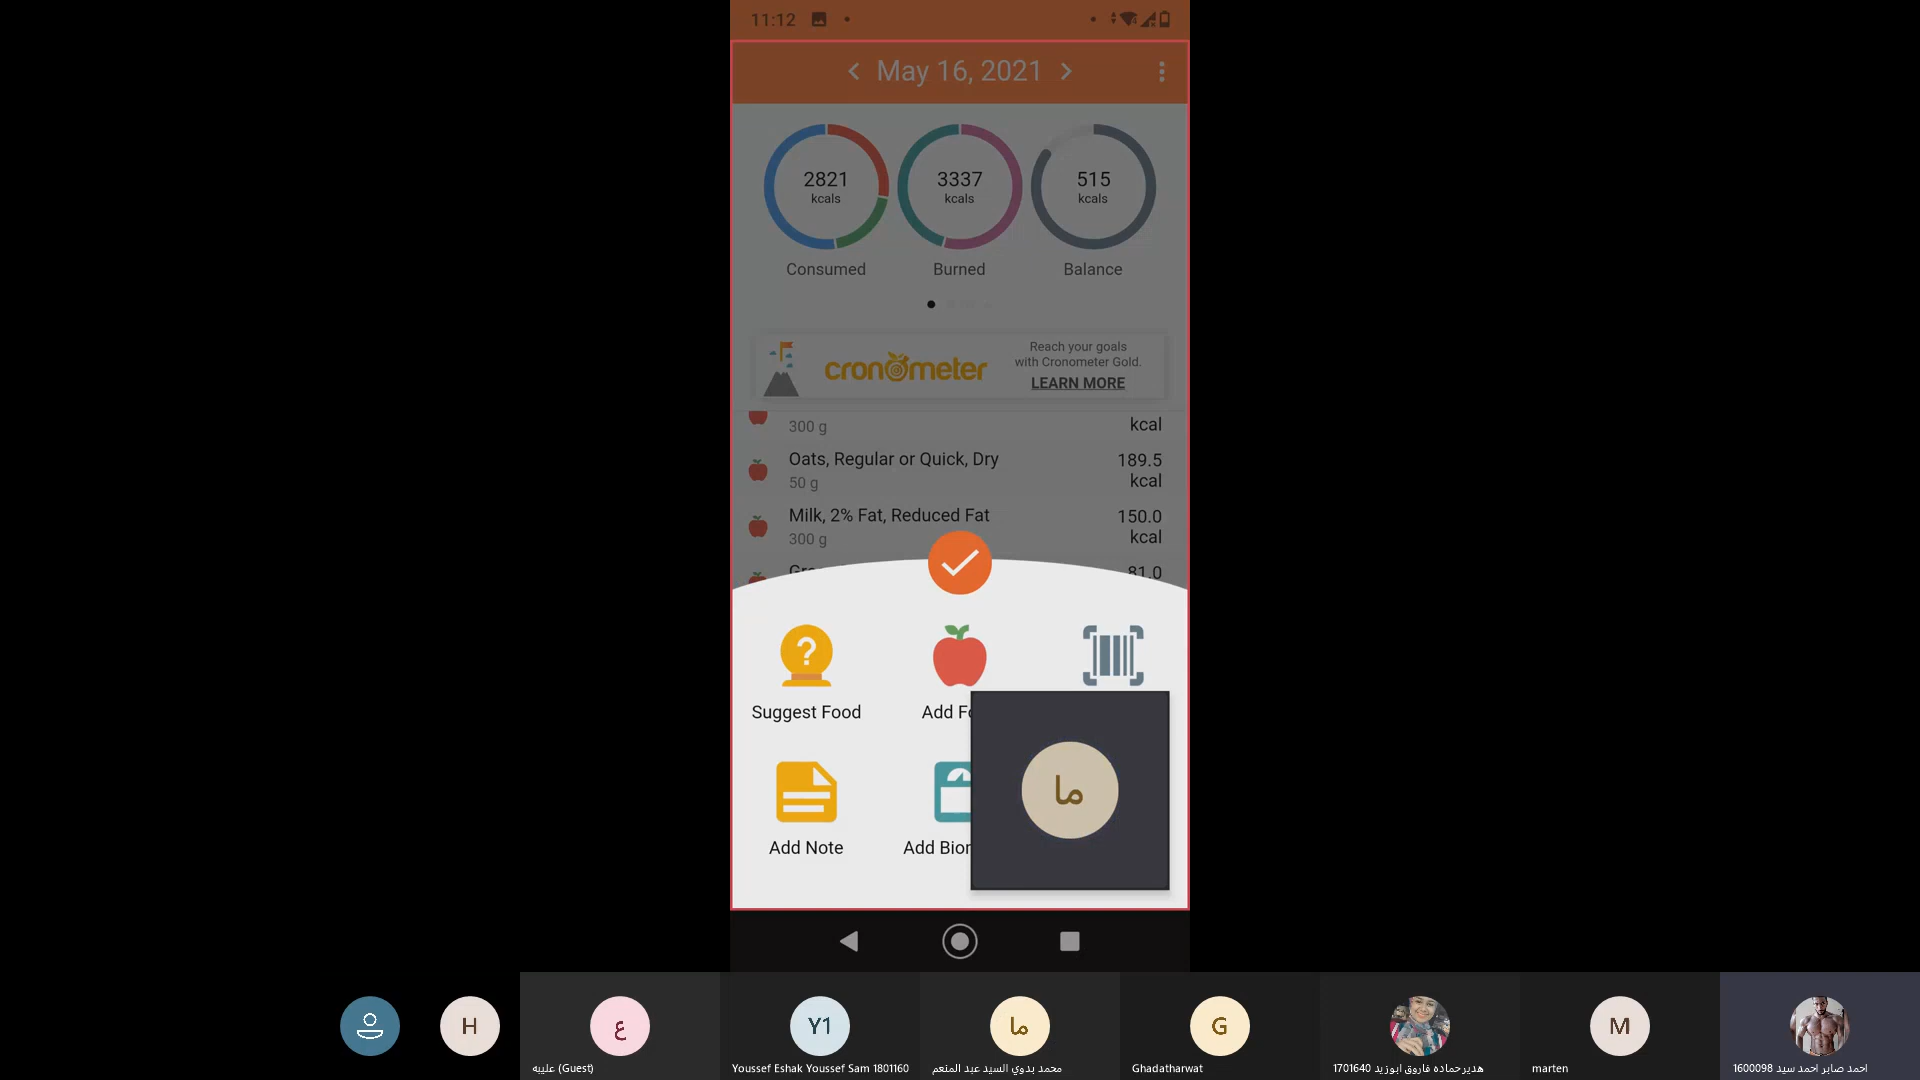 11:12
May 16, 2021
2821
kcals
Consumed
3337
kcals
Burned
515
kcals
Balance
cronometer
Reach your goals
with Cronometer Gold.
LEARN MORE
300 g
kcal
Oats, Regular or Quick, Dry
50 g
189.5
kcal
Milk, 2% Fat, Reduced Fat
300 g
150.0
kcal
81.0
?
Suggest Food
Add
Add Note
Add
ما
H
ع
علييه (Guest)
Y1
Youssef Eshak Youssef Sam 1801160
ما
محمد بدوي السيد عبد المنعم
G
Ghadatharwat
هديرحماده فاروق ابوزيد 1701640
M
marten
احمد صابر احمد سيد 1600098